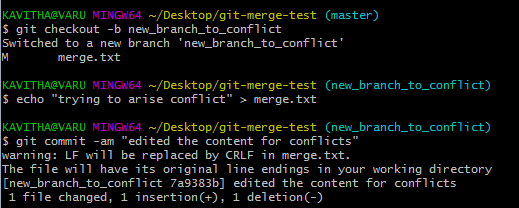 KAVITHA@VARU MINGW64 ~/Desktop/git-merge-test (master)
$ git checkout -b new_branch_to_conflict
Switched to a new branch 'new_branch_to_conflict'
M       merge.txt
KAVITHA@VARU MINGW64 ~/Desktop/git-merge-test (new_branch_to_conflict)
$ echo "trying to arise conflict" > merge.txt
KAVITHA@VARU MINGW64 ~/Desktop/git-merge-test (new_branch_to_conflict)
$ git commit -am "edited the content for conflicts"
warning: LF will be replaced by CRLF in merge.txt.
The file will have its original line endings in your working directory
[new_branch_to_conflict 7a9383b] edited the content for conflicts
 1 file changed, 1 insertion(+), 1 deletion(-)